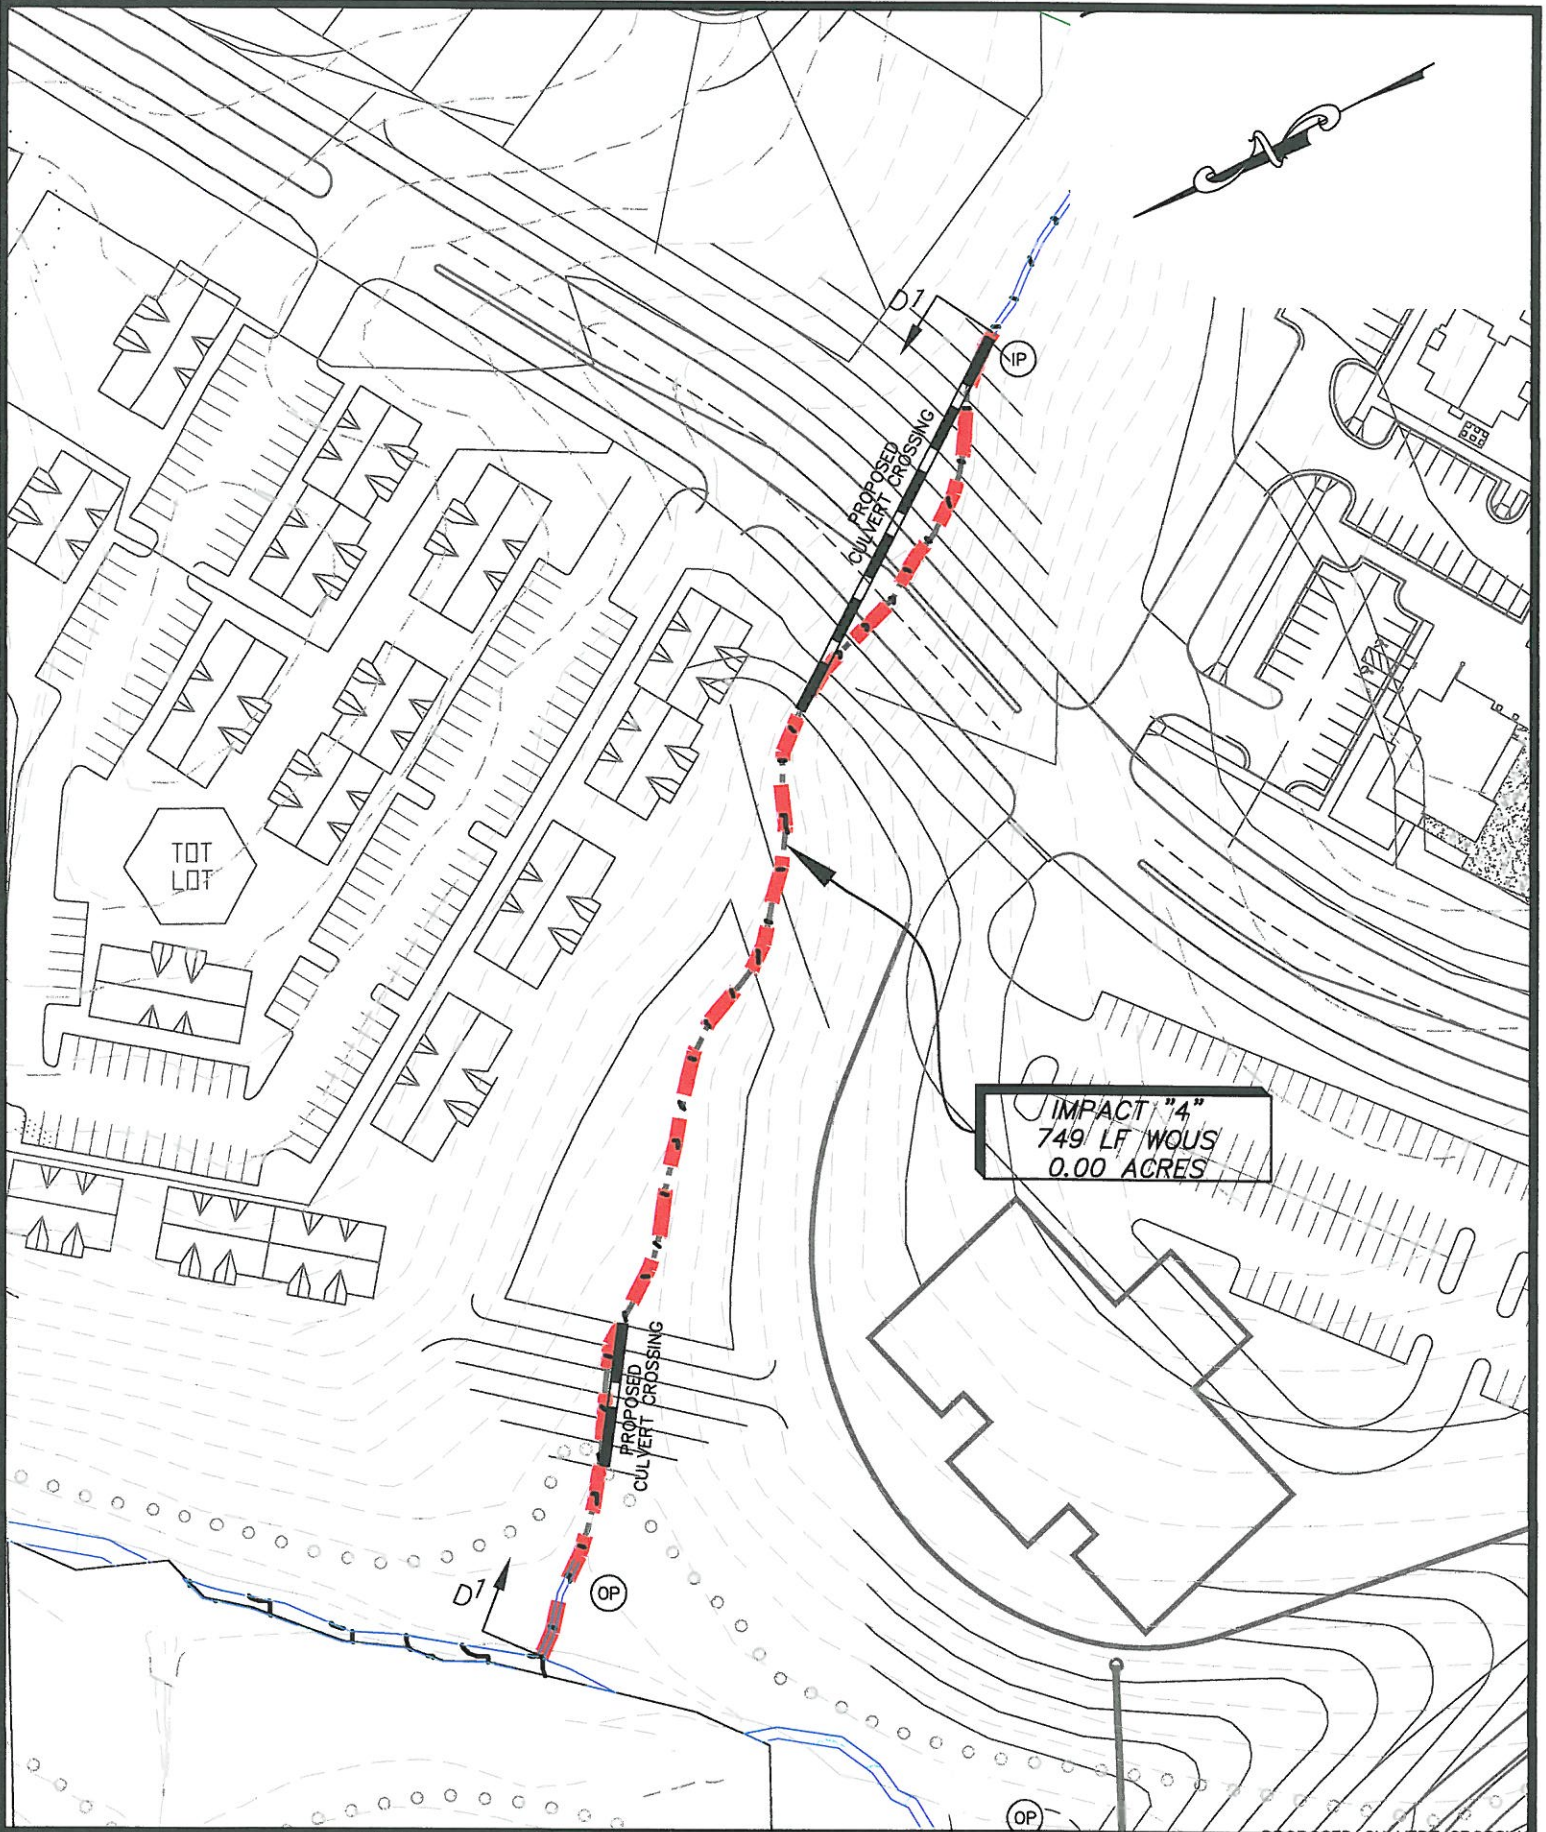 N
D1
IP
PROPOSED
CULVERT CROSSING
TOT
LOT
IMPACT "4"
749 LF WOUS
0.00 ACRES
PROPOSED
CULVERT CROSSING
D1
OP
OP